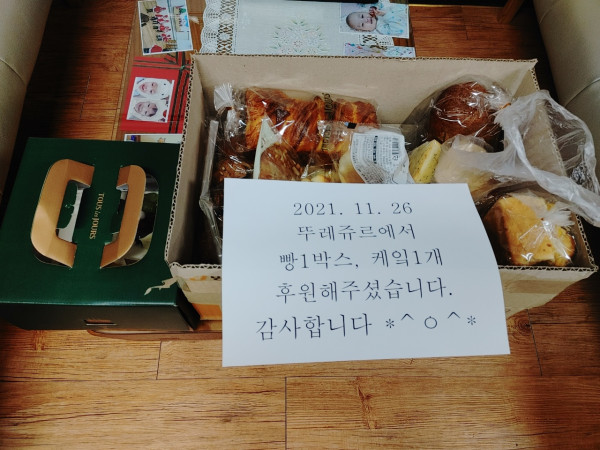 2021. 11. 26
뚜레쥬르에서
빵1박스, 케잌1개
후원해주셨습니다.
감사합니다 *^ㅇ^*
TOUS les JOURS